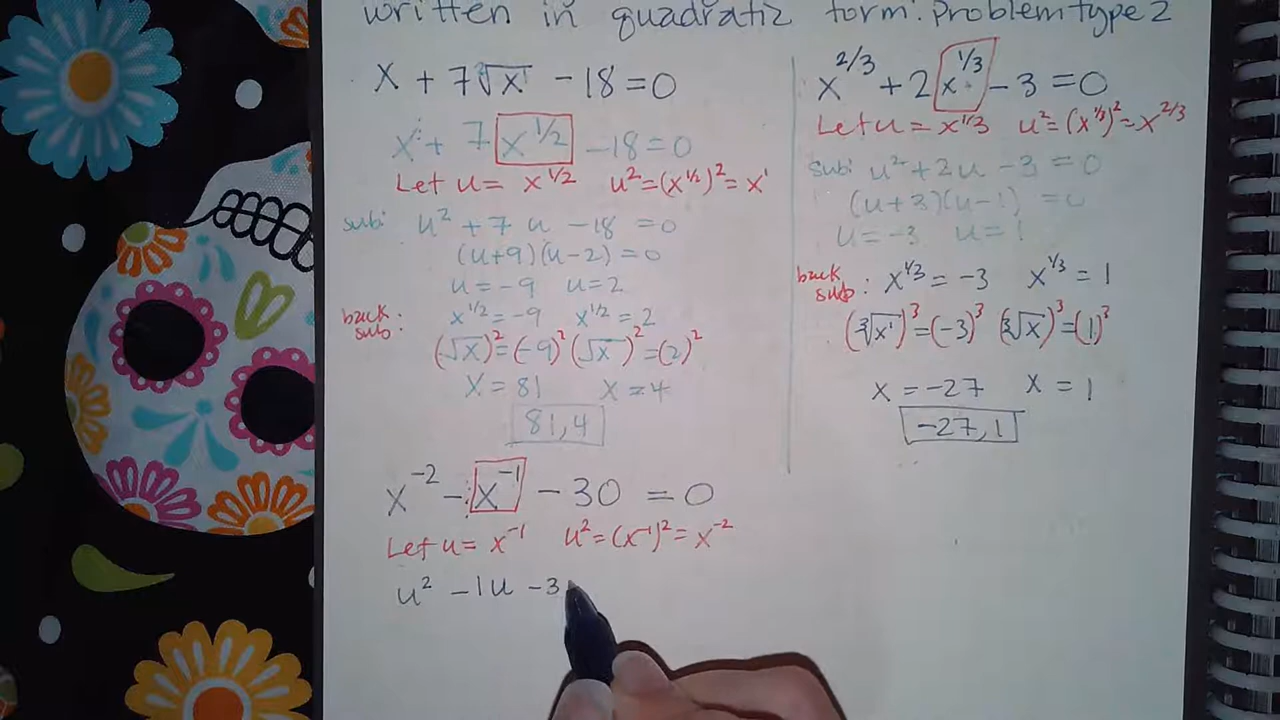 written in quadratic form. Problem type 2
x + 7√x - 18 = 0
x¹ + 7 x^1/2 - 18 = 0
Let u = x^1/2 u² = (x^1/2)² = x¹
sub: u² + 7 u - 18 = 0
(u+9)(u-2) = 0
u = -9 u = 2
back sub: x^1/2 = -9 x^1/2 = 2
(√x)² = (-9)² (√x)² = (2)²
x = 81 x = 4
81, 4
x^2/3 + 2 x^1/3 - 3 = 0
Let u = x^1/3 u² = (x^1/3)² = x^2/3
sub: u² + 2u - 3 = 0
(u+3)(u-1) = 0
u = -3 u = 1
back sub: x^1/3 = -3 x^1/3 = 1
(∛x)³ = (-3)³ (∛x)³ = (1)³
x = -27 x = 1
-27, 1
x⁻² - x⁻¹ - 30 = 0
Let u = x⁻¹ u² = (x⁻¹)² = x⁻²
u² - 1u - 3